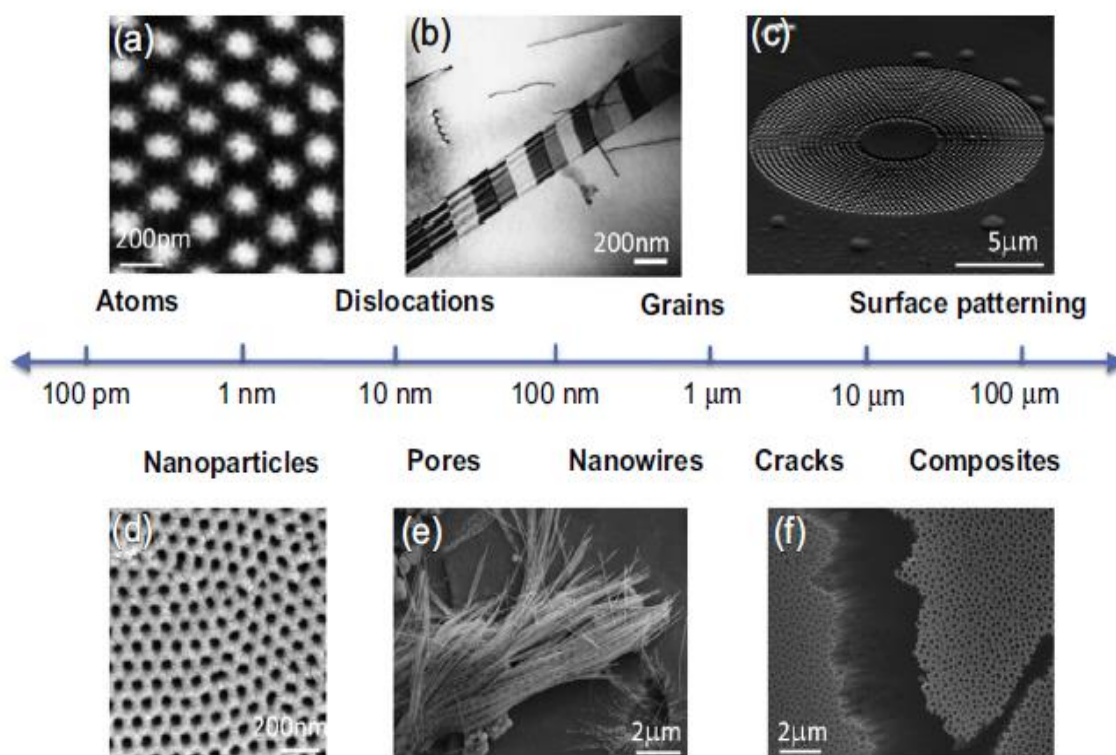 (a)
(b)
(c)
200pm
200nm
5μm
Atoms
Dislocations
Grains
Surface patterning
100 pm
1 nm
10 nm
100 nm
1 μm
10 μm
100 μm
Nanoparticles
Pores
Nanowires
Cracks
Composites
(d)
(e)
(f)
200nm
2μm
2μm